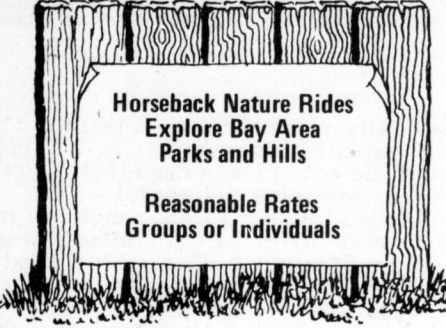 Horseback Nature Rides
Explore Bay Area
Parks and Hills
Reasonable Rates
Groups or Individuals